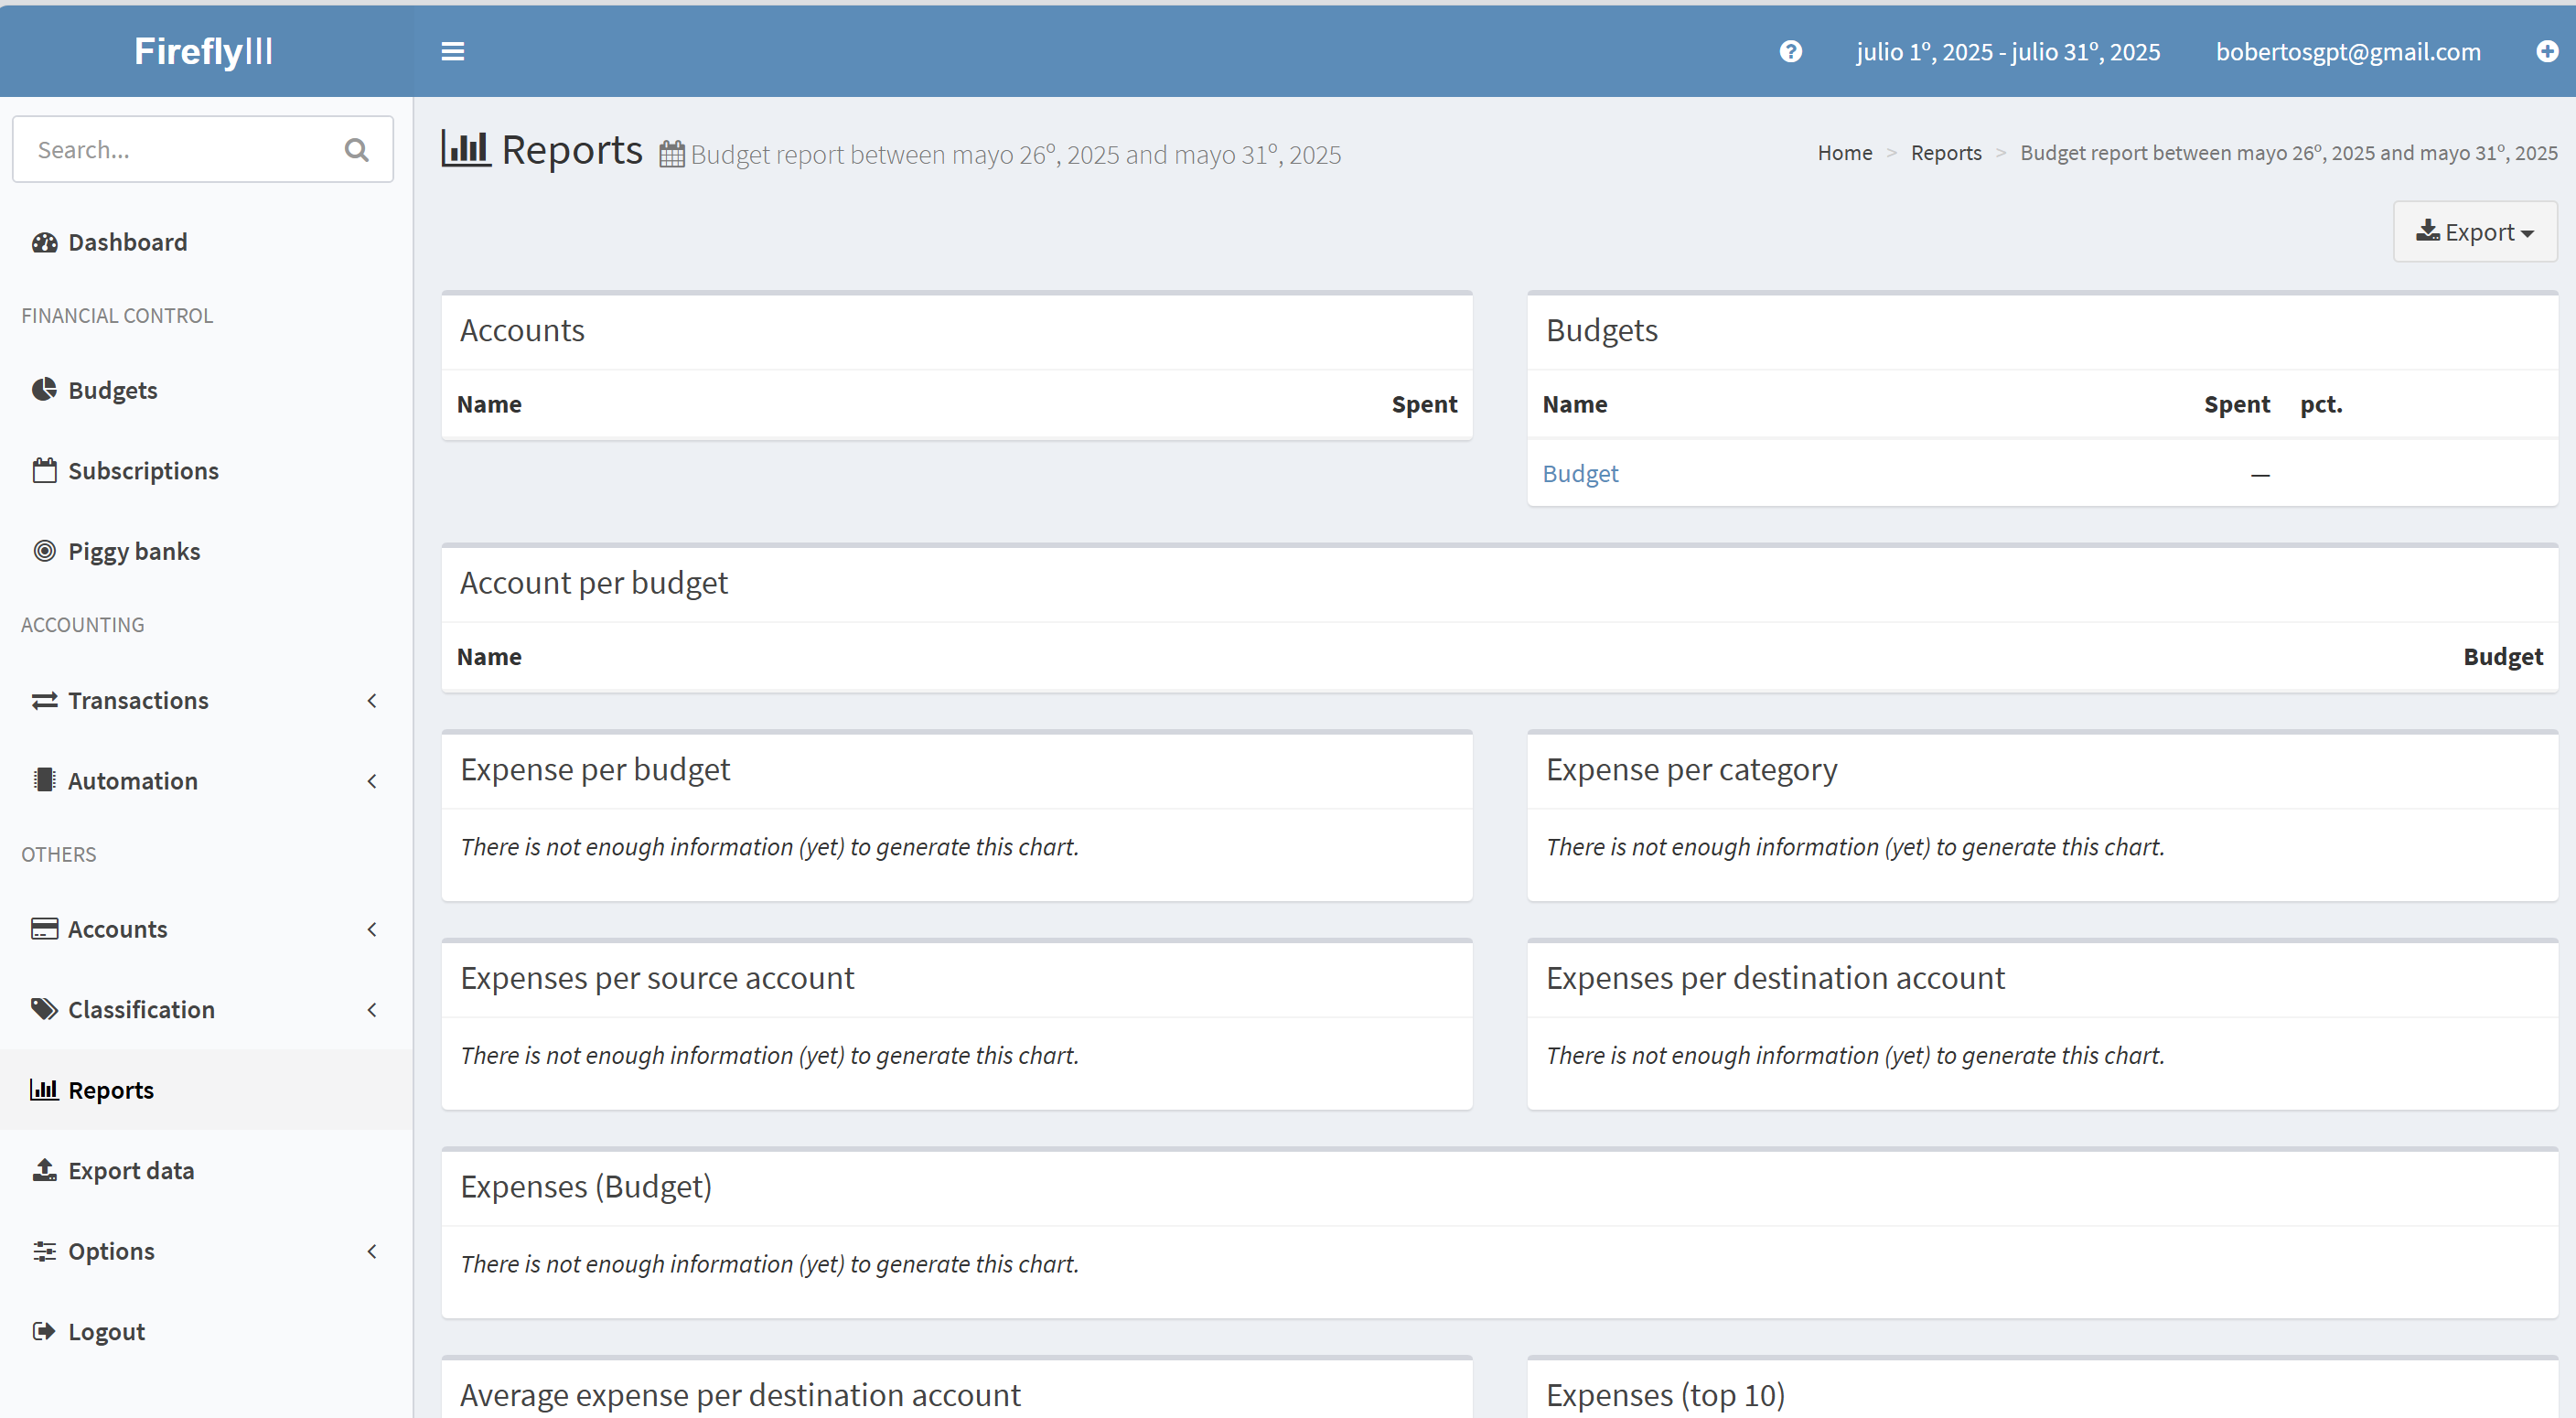 FireflyIII
julio 1º, 2025 - julio 31º, 2025
bobertosgpt@gmail.com
Search...
Dashboard
FINANCIAL CONTROL
Budgets
Subscriptions
Piggy banks
ACCOUNTING
Transactions
Automation
OTHERS
Accounts
Classification
Reports
Export data
Options
Logout
Reports Budget report between mayo 26º, 2025 and mayo 31º, 2025
Home > Reports > Budget report between mayo 26º, 2025 and mayo 31º, 2025
Export
Accounts
Name Spent
Budgets
Name Spent pct.
Budget —
Account per budget
Name Budget
Expense per budget
There is not enough information (yet) to generate this chart.
Expense per category
There is not enough information (yet) to generate this chart.
Expenses per source account
There is not enough information (yet) to generate this chart.
Expenses per destination account
There is not enough information (yet) to generate this chart.
Expenses (Budget)
There is not enough information (yet) to generate this chart.
Average expense per destination account
Expenses (top 10)